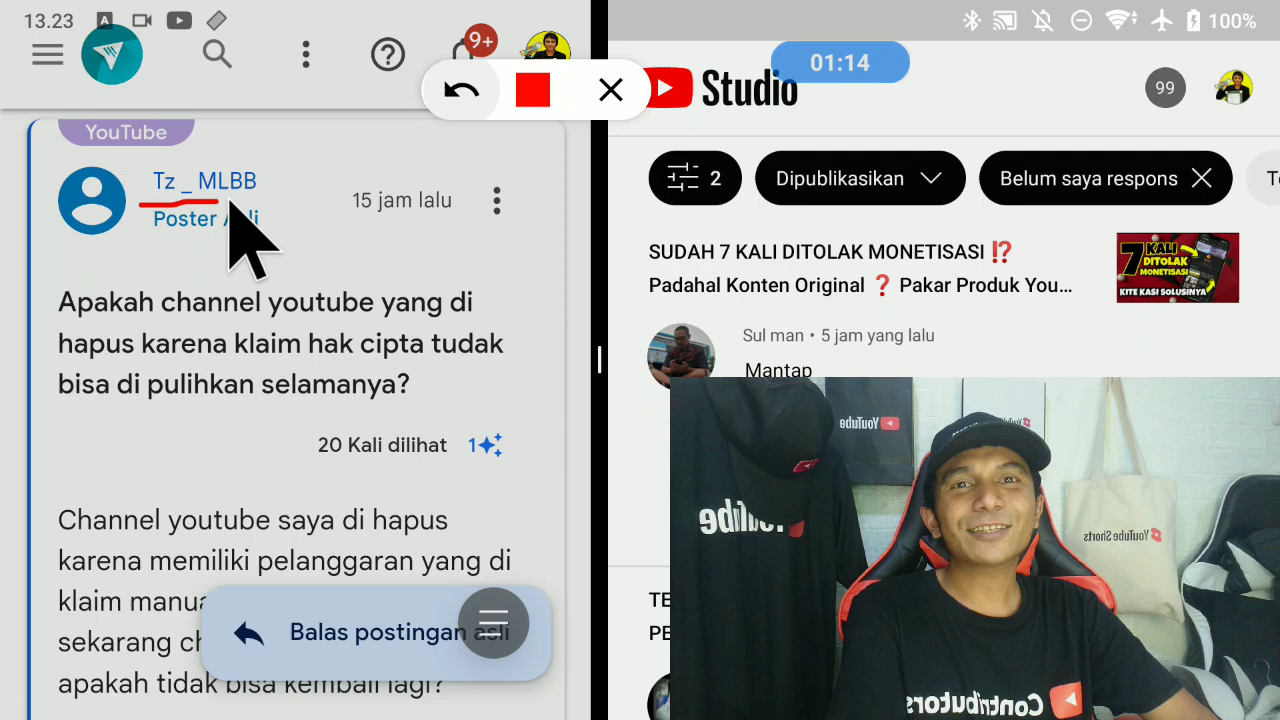 13.23
A
100%
9+
01:14
Studio
99
YouTube
Tz _ MLBB
Poster Asli
15 jam lalu
Apakah channel youtube yang di
hapus karena klaim hak cipta tudak
bisa di pulihkan selamanya?
20 Kali dilihat
1
Channel youtube saya di hapus
karena memiliki pelanggaran yang di
klaim
sekarang
apakah tidak bisa kembali lagi?
Balas postingan asli
2
Dipublikasikan
Belum saya respons
SUDAH 7 KALI DITOLAK MONETISASI ⁉️
Padahal Konten Original ❓ Pakar Produk You...
7 KALI
DITOLAK
MONETISASI
KITE KASI SOLUSINYA
Sul man • 5 jam yang lalu
Mantap
TE
PE
YouTube
YouTube
YouTube Shorts
Contributors